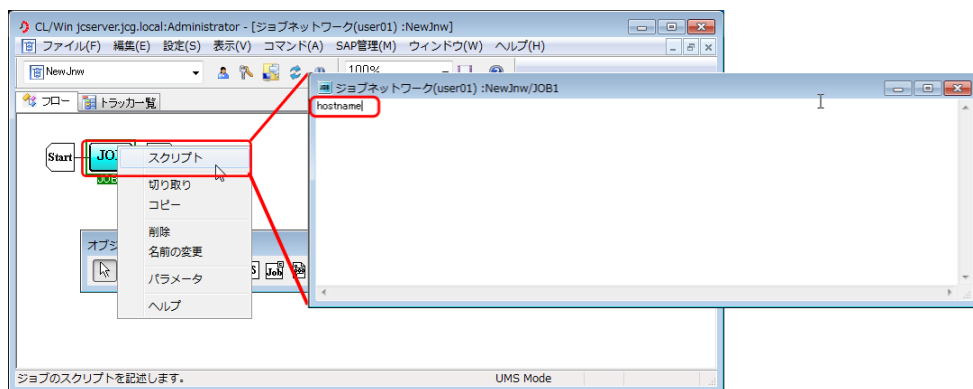 CL/Win jcserver.jcg.local:Administrator - [ジョブネットワーク(user01) :NewJnw]
ファイル(F) 編集(E) 設定(S) 表示(V) コマンド(A) SAP管理(M) ウィンドウ(W) ヘルプ(H)
NewJnw 100%
フロー トラッカ一覧
ジョブネットワーク(user01) :NewJnw/JOB1
hostname
Start
スクリプト
切り取り
コピー
削除
名前の変更
パラメータ
ヘルプ
オブジ
Job
ジョブのスクリプトを記述します。 UMS Mode